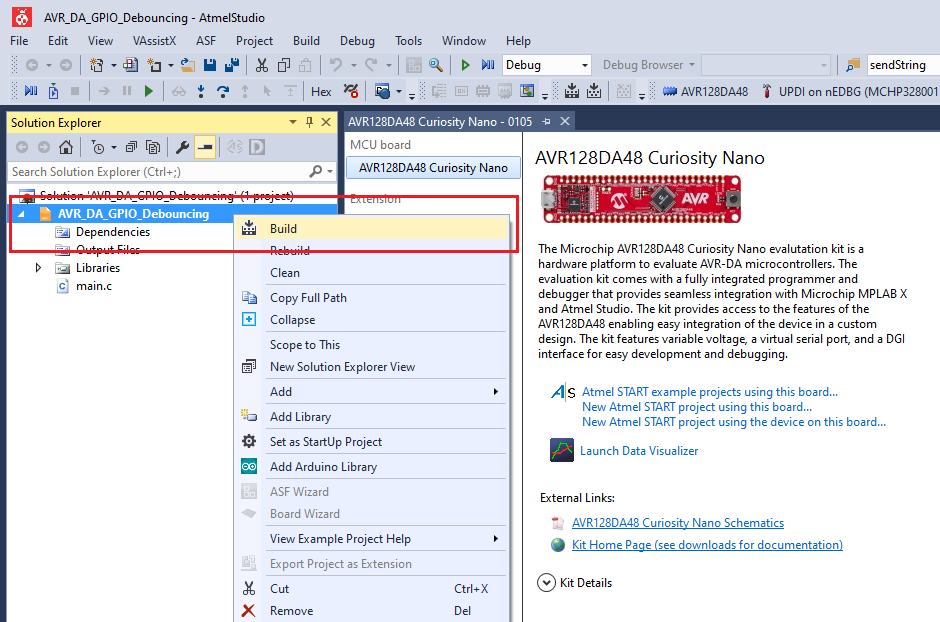 AVR_DA_GPIO_Debouncing - AtmelStudio
File Edit View VAssistX ASF Project Build Debug Tools Window Help
Debug Debug Browser sendString
Hex AVR128DA48 UPDI on nEDBG (MCHP328001
Solution Explorer
Search Solution Explorer (Ctrl+;)
Solution 'AVR_DA_GPIO_Debouncing' (1 project)
AVR_DA_GPIO_Debouncing
Dependencies
Output Files
Libraries
main.c
Build
Rebuild
Clean
Copy Full Path
Collapse
Scope to This
New Solution Explorer View
Add
Add Library
Set as StartUp Project
Add Arduino Library
ASF Wizard
Board Wizard
View Example Project Help
Export Project as Extension
Cut Ctrl+X
Remove Del
AVR128DA48 Curiosity Nano - 0105
MCU board
AVR128DA48 Curiosity Nano
Extension
AVR128DA48 Curiosity Nano
AVR
The Microchip AVR128DA48 Curiosity Nano evalutation kit is a
hardware platform to evaluate AVR-DA microcontrollers. The
evaluation kit comes with a fully integrated programmer and
debugger that provides seamless integration with Microchip MPLAB X
and Atmel Studio. The kit provides access to the features of the
AVR128DA48 enabling easy integration of the device in a custom
design. The kit features variable voltage, a virtual serial port, and a DGI
interface for easy development and debugging.
Atmel START example projects using this board...
New Atmel START project using this board...
New Atmel START project using the device on this board...
Launch Data Visualizer
External Links:
AVR128DA48 Curiosity Nano Schematics
Kit Home Page (see downloads for documentation)
Kit Details